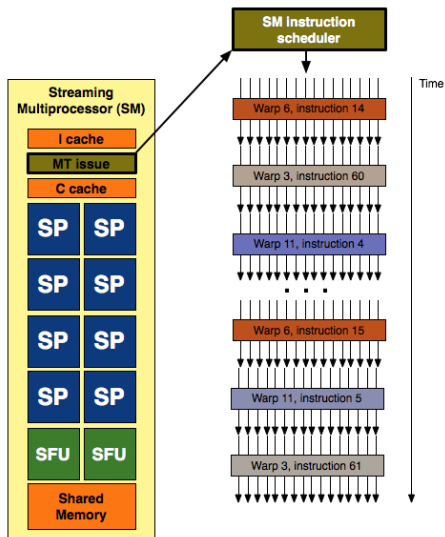 SM instruction
scheduler
Time
Streaming
Multiprocessor (SM)
I cache
MT issue
C cache
SP SP
SP SP
SP SP
SP SP
SFU SFU
Shared
Memory
Warp 6, instruction 14
Warp 3, instruction 60
Warp 11, instruction 4
. . .
Warp 6, instruction 15
Warp 11, instruction 5
Warp 3, instruction 61